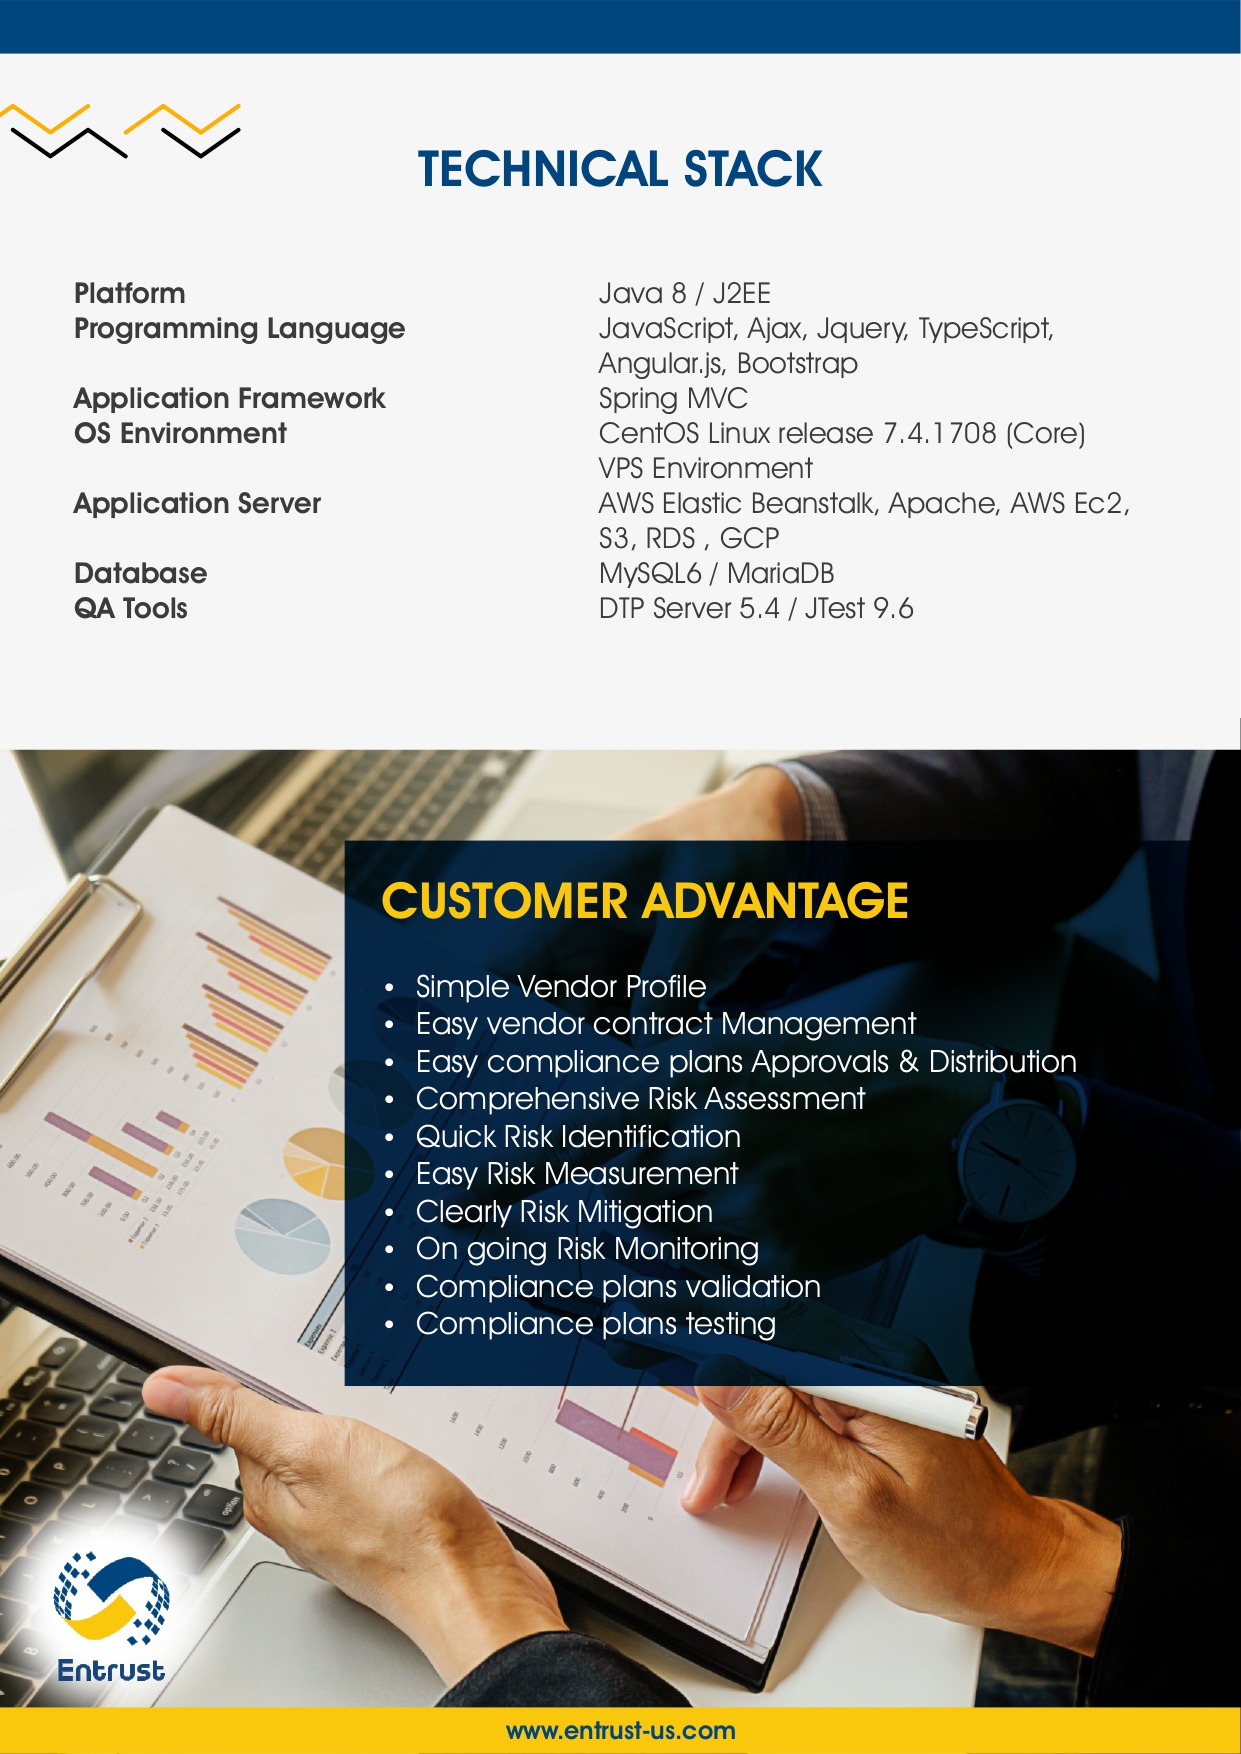 TECHNICAL STACK
Platform Java 8 / J2EE
Programming Language JavaScript, Ajax, Jquery, TypeScript,
Angular.js, Bootstrap
Application Framework Spring MVC
OS Environment CentOS Linux release 7.4.1708 (Core)
VPS Environment
Application Server AWS Elastic Beanstalk, Apache, AWS Ec2,
S3, RDS , GCP
Database MySQL6 / MariaDB
QA Tools DTP Server 5.4 / JTest 9.6
CUSTOMER ADVANTAGE
• Simple Vendor Profile
• Easy vendor contract Management
• Easy compliance plans Approvals & Distribution
• Comprehensive Risk Assessment
• Quick Risk Identification
• Easy Risk Measurement
• Clearly Risk Mitigation
• On going Risk Monitoring
• Compliance plans validation
• Compliance plans testing
option
Entrust
www.entrust-us.com